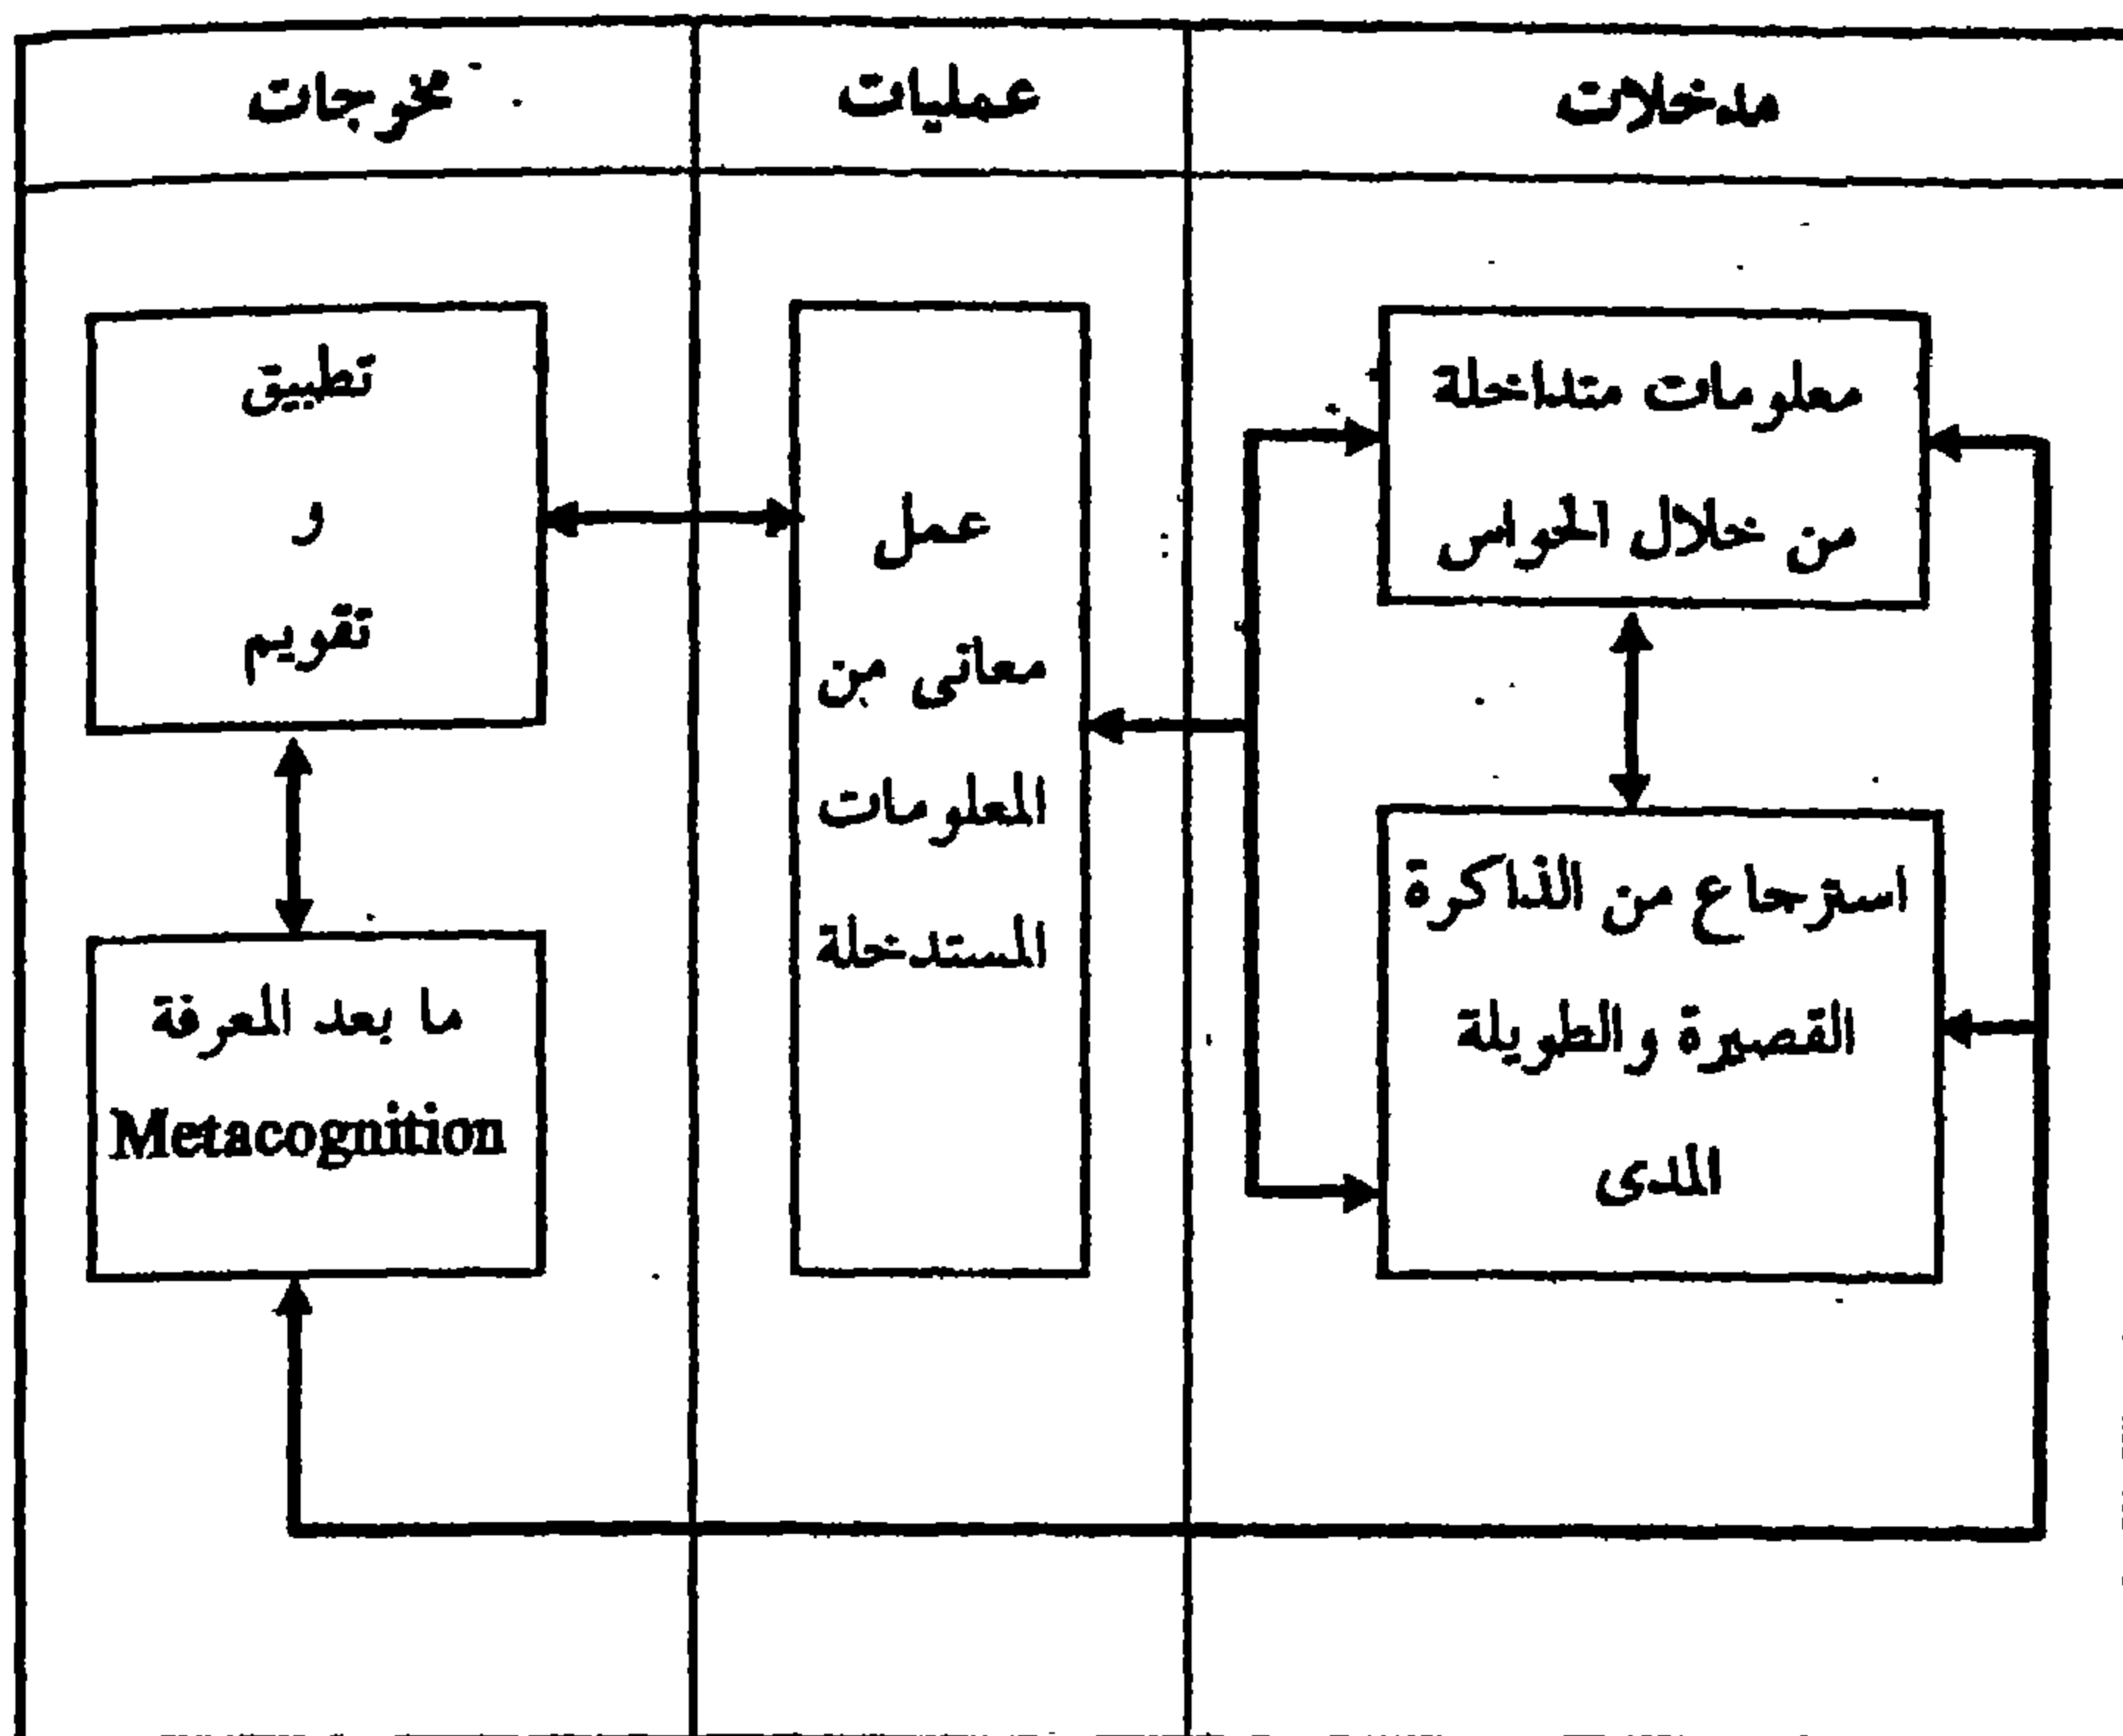 مدخلات
عمليات
مخرجات
معلومات متداخلة
من خلال الحواس
استرجاع من الذاكرة
القصيرة والطويلة
المدى
عمل
معانى من
المعلومات
المستدخلة
تطبيق
و
تقويم
ما بعد المعرفة
Metacognition